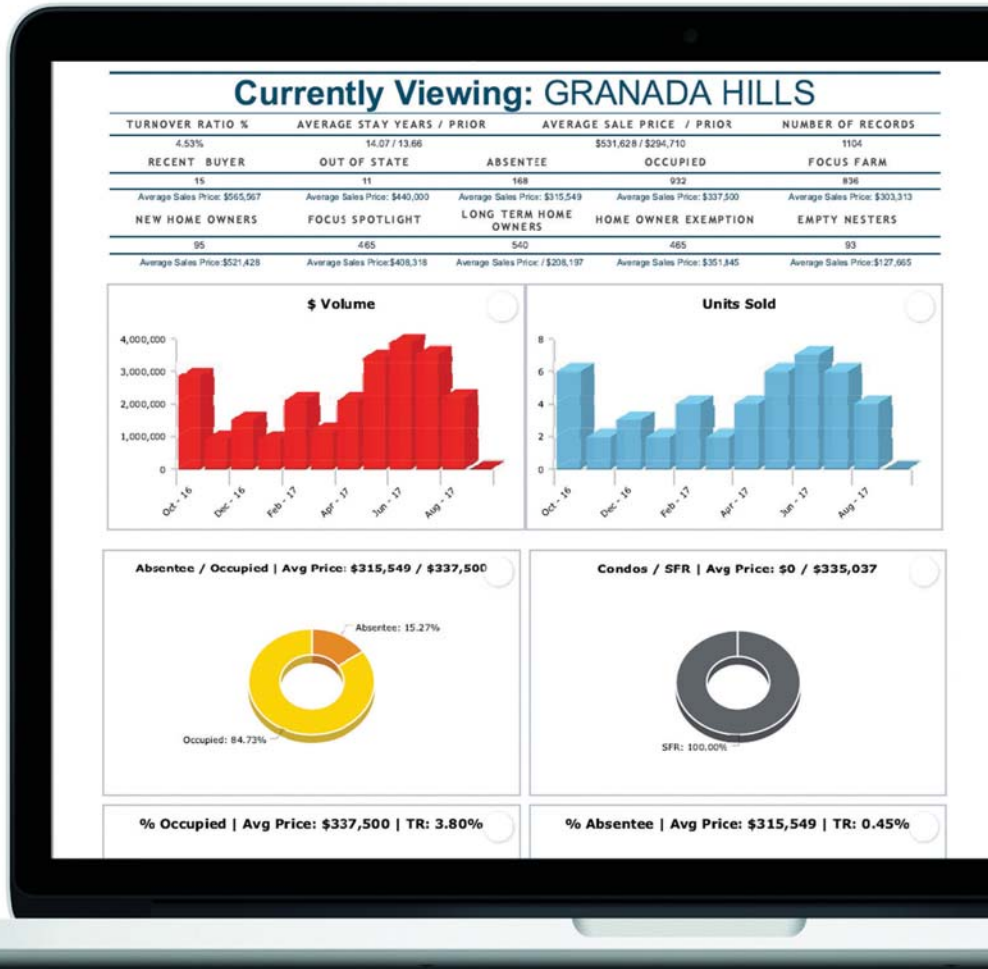 Currently Viewing: GRANADA HILLS
TURNOVER RATIO % AVERAGE STAY YEARS / PRIOR AVERAGE SALE PRICE / PRIOR NUMBER OF RECORDS
4.53% 14.07 / 13.66 $531,628 / $294,710 1104
RECENT BUYER OUT OF STATE ABSENTEE OCCUPIED FOCUS FARM
15 11 168 932 836
Average Sales Price: $565,567 Average Sales Price: $440,000 Average Sales Price: $315,549 Average Sales Price: $337,500 Average Sales Price: $303,313
NEW HOME OWNERS FOCUS SPOTLIGHT LONG TERM HOME OWNERS HOME OWNER EXEMPTION EMPTY NESTERS
95 465 540 465 93
Average Sales Price:$521,428 Average Sales Price:$408,318 Average Sales Price: / $208,197 Average Sales Price: $351,845 Average Sales Price:$127,665
$ Volume
4,000,000
3,000,000
2,000,000
1,000,000
0
Oct - 16 Dec - 16 Feb - 17 Apr - 17 Jun - 17 Aug - 17
Units Sold
8
6
4
2
0
Oct - 16 Dec - 16 Feb - 17 Apr - 17 Jun - 17 Aug - 17
Absentee / Occupied | Avg Price: $315,549 / $337,500
Absentee: 15.27%
Occupied: 84.73%
Condos / SFR | Avg Price: $0 / $335,037
SFR: 100.00%
% Occupied | Avg Price: $337,500 | TR: 3.80%
% Absentee | Avg Price: $315,549 | TR: 0.45%